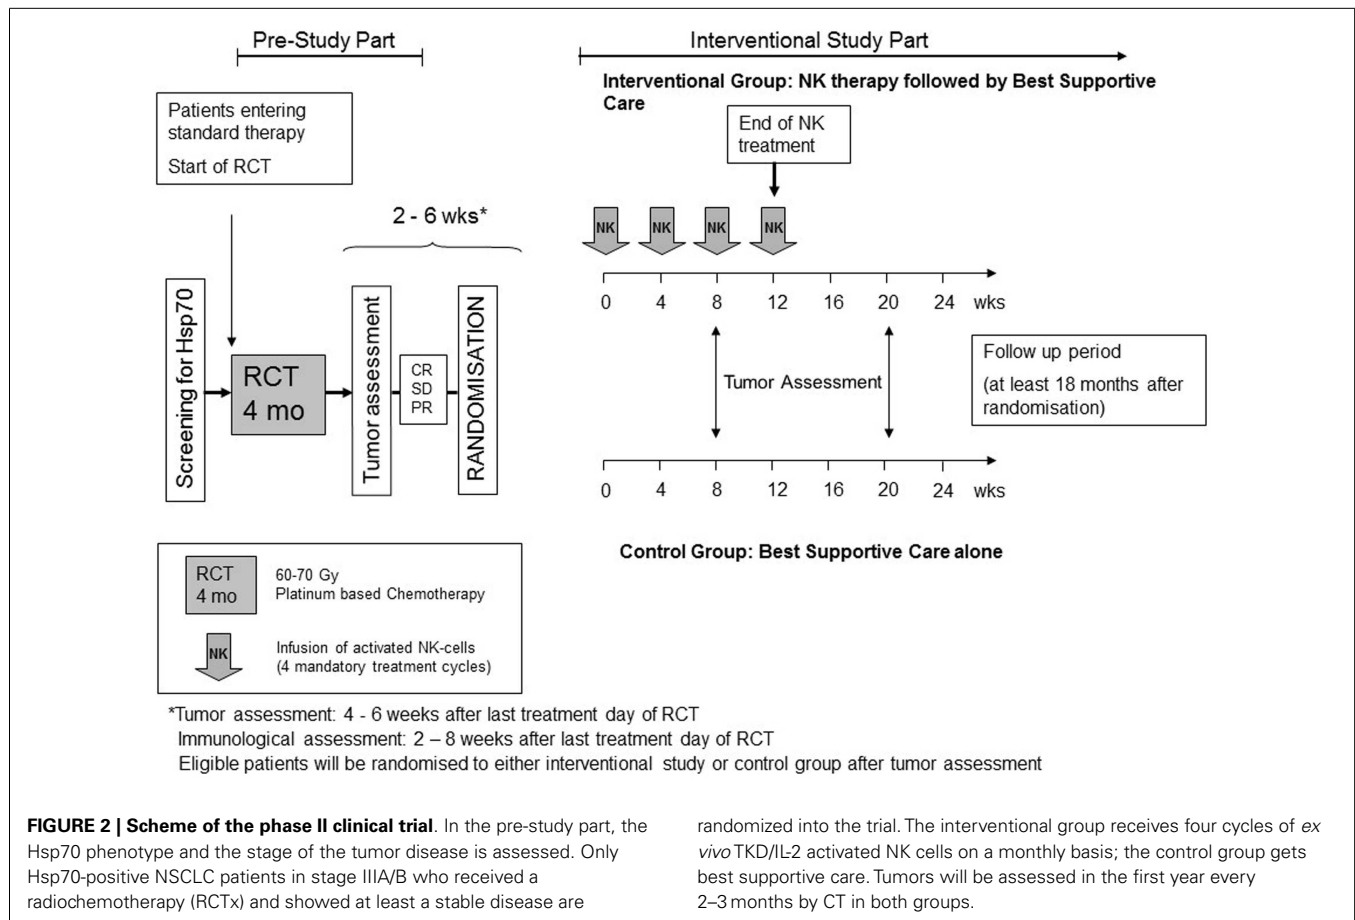 Pre-Study Part
Interventional Study Part
Interventional Group: NK therapy followed by Best Supportive
Care
Patients entering
standard therapy
Start of RCT
End of NK
treatment
2 - 6 wks*
NK NK NK NK
0 4 8 12 16 20 24 wks
Screening for Hsp70
RCT
4 mo
Tumor assessment
CR
SD
PR
RANDOMISATION
Tumor Assessment
Follow up period
(at least 18 months after
randomisation)
0 4 8 12 16 20 24 wks
Control Group: Best Supportive Care alone
RCT
4 mo
60-70 Gy
Platinum based Chemotherapy
NK
Infusion of activated NK-cells
(4 mandatory treatment cycles)
*Tumor assessment: 4 - 6 weeks after last treatment day of RCT
Immunological assessment: 2 – 8 weeks after last treatment day of RCT
Eligible patients will be randomised to either interventional study or control group after tumor assessment
FIGURE 2 | Scheme of the phase II clinical trial. In the pre-study part, the
Hsp70 phenotype and the stage of the tumor disease is assessed. Only
Hsp70-positive NSCLC patients in stage IIIA/B who received a
radiochemotherapy (RCTx) and showed at least a stable disease are
randomized into the trial. The interventional group receives four cycles of ex
vivo TKD/IL-2 activated NK cells on a monthly basis; the control group gets
best supportive care. Tumors will be assessed in the first year every
2–3 months by CT in both groups.